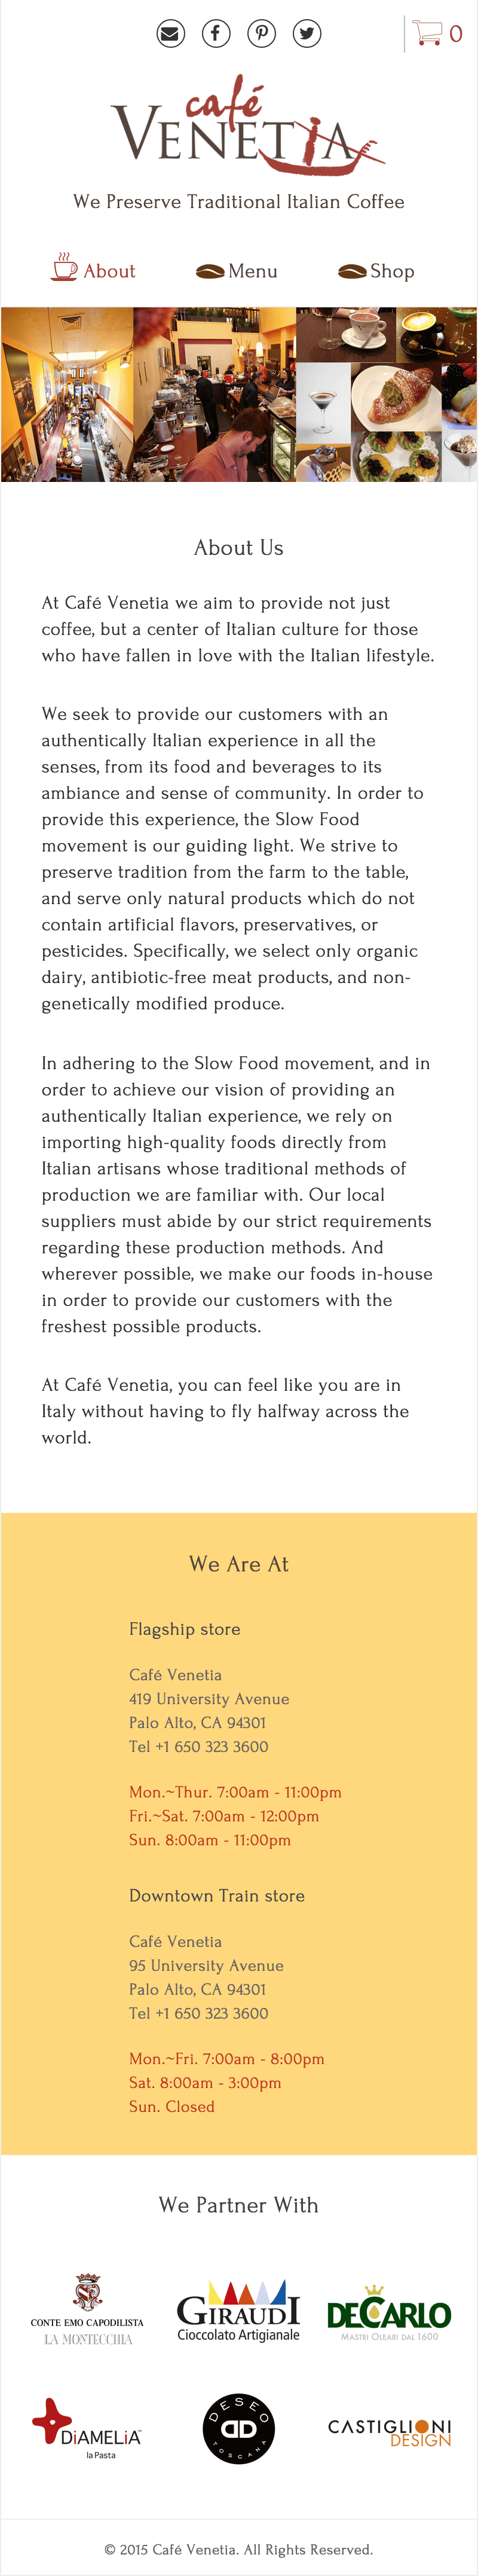 0
café
VENETIA
We Preserve Traditional Italian Coffee
About Menu Shop
About Us
At Café Venetia we aim to provide not just
coffee, but a center of Italian culture for those
who have fallen in love with the Italian lifestyle.
We seek to provide our customers with an
authentically Italian experience in all the
senses, from its food and beverages to its
ambiance and sense of community. In order to
provide this experience, the Slow Food
movement is our guiding light. We strive to
preserve tradition from the farm to the table,
and serve only natural products which do not
contain artificial flavors, preservatives, or
pesticides. Specifically, we select only organic
dairy, antibiotic-free meat products, and non-
genetically modified produce.
In adhering to the Slow Food movement, and in
order to achieve our vision of providing an
authentically Italian experience, we rely on
importing high-quality foods directly from
Italian artisans whose traditional methods of
production we are familiar with. Our local
suppliers must abide by our strict requirements
regarding these production methods. And
wherever possible, we make our foods in-house
in order to provide our customers with the
freshest possible products.
At Café Venetia, you can feel like you are in
Italy without having to fly halfway across the
world.
We Are At
Flagship store
Café Venetia
419 University Avenue
Palo Alto, CA 94301
Tel +1 650 323 3600
Mon.~Thur. 7:00am - 11:00pm
Fri.~Sat. 7:00am - 12:00pm
Sun. 8:00am - 11:00pm
Downtown Train store
Café Venetia
95 University Avenue
Palo Alto, CA 94301
Tel +1 650 323 3600
Mon.~Fri. 7:00am - 8:00pm
Sat. 8:00am - 3:00pm
Sun. Closed
We Partner With
CONTE EMO CAPODILISTA
LA MONTECCHIA
GIRAUDI
Cioccolato Artigianale
DECARLO
MASTRI OLEARI DAL 1600
DiAMELiA™
la Pasta
DESEO
DD
TOSCANA
CASTIGLIONI
DESIGN
© 2015 Café Venetia. All Rights Reserved.